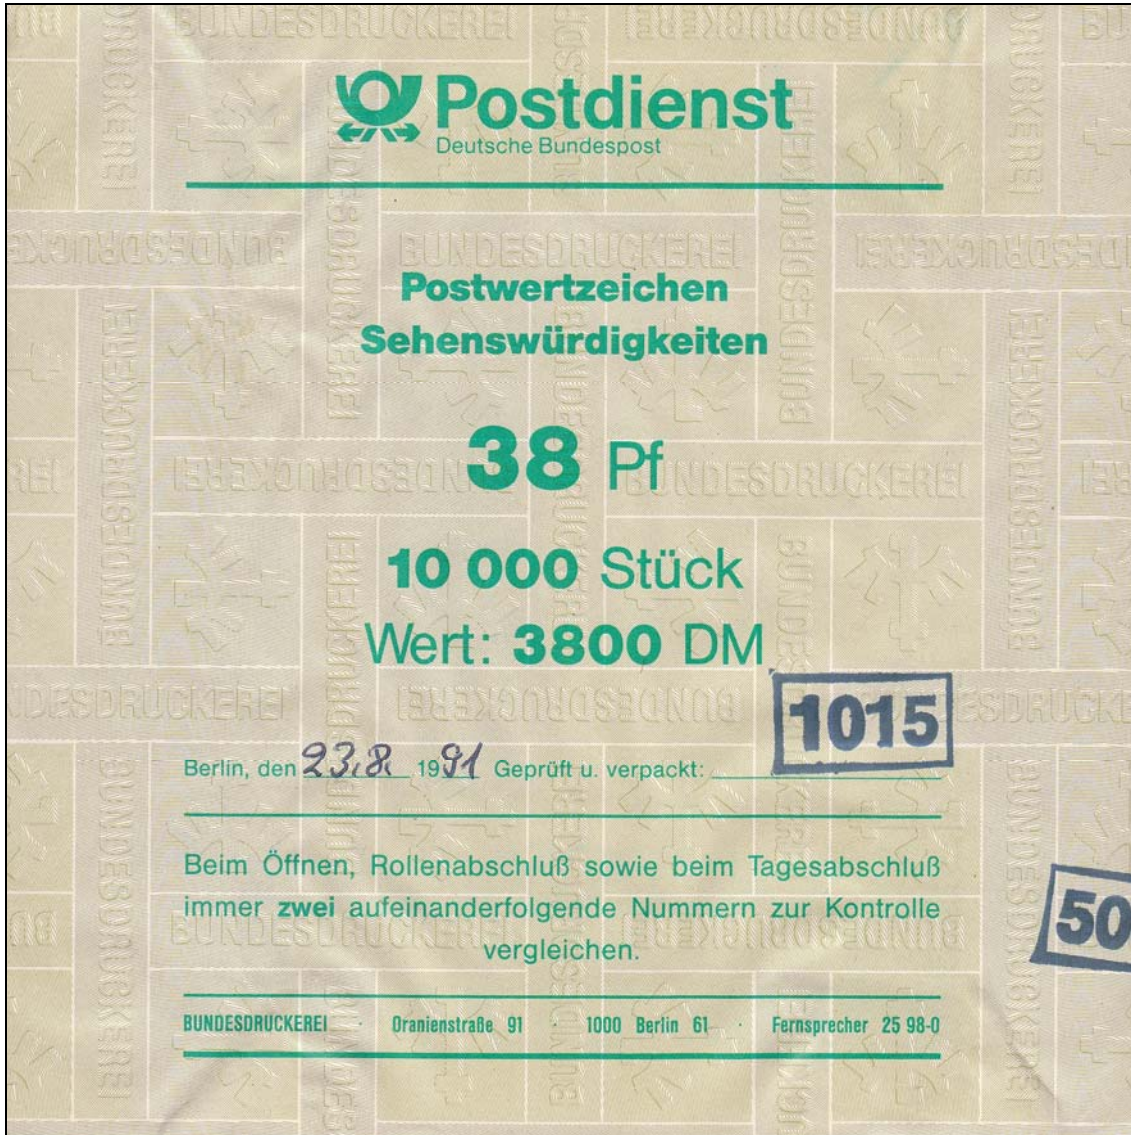 Postdienst
Deutsche Bundespost
Postwertzeichen
Sehenswürdigkeiten
38 Pf
10 000 Stück
Wert: 3800 DM
1015
Berlin, den 23.8. 1991 Geprüft u. verpackt:
Beim Öffnen, Rollenabschluß sowie beim Tagesabschluß
immer zwei aufeinanderfolgende Nummern zur Kontrolle
vergleichen.
50
BUNDESDRUCKEREI · Oranienstraße 91 · 1000 Berlin 61 · Fernsprecher 25 98-0
BUNDESDRUCKEREI